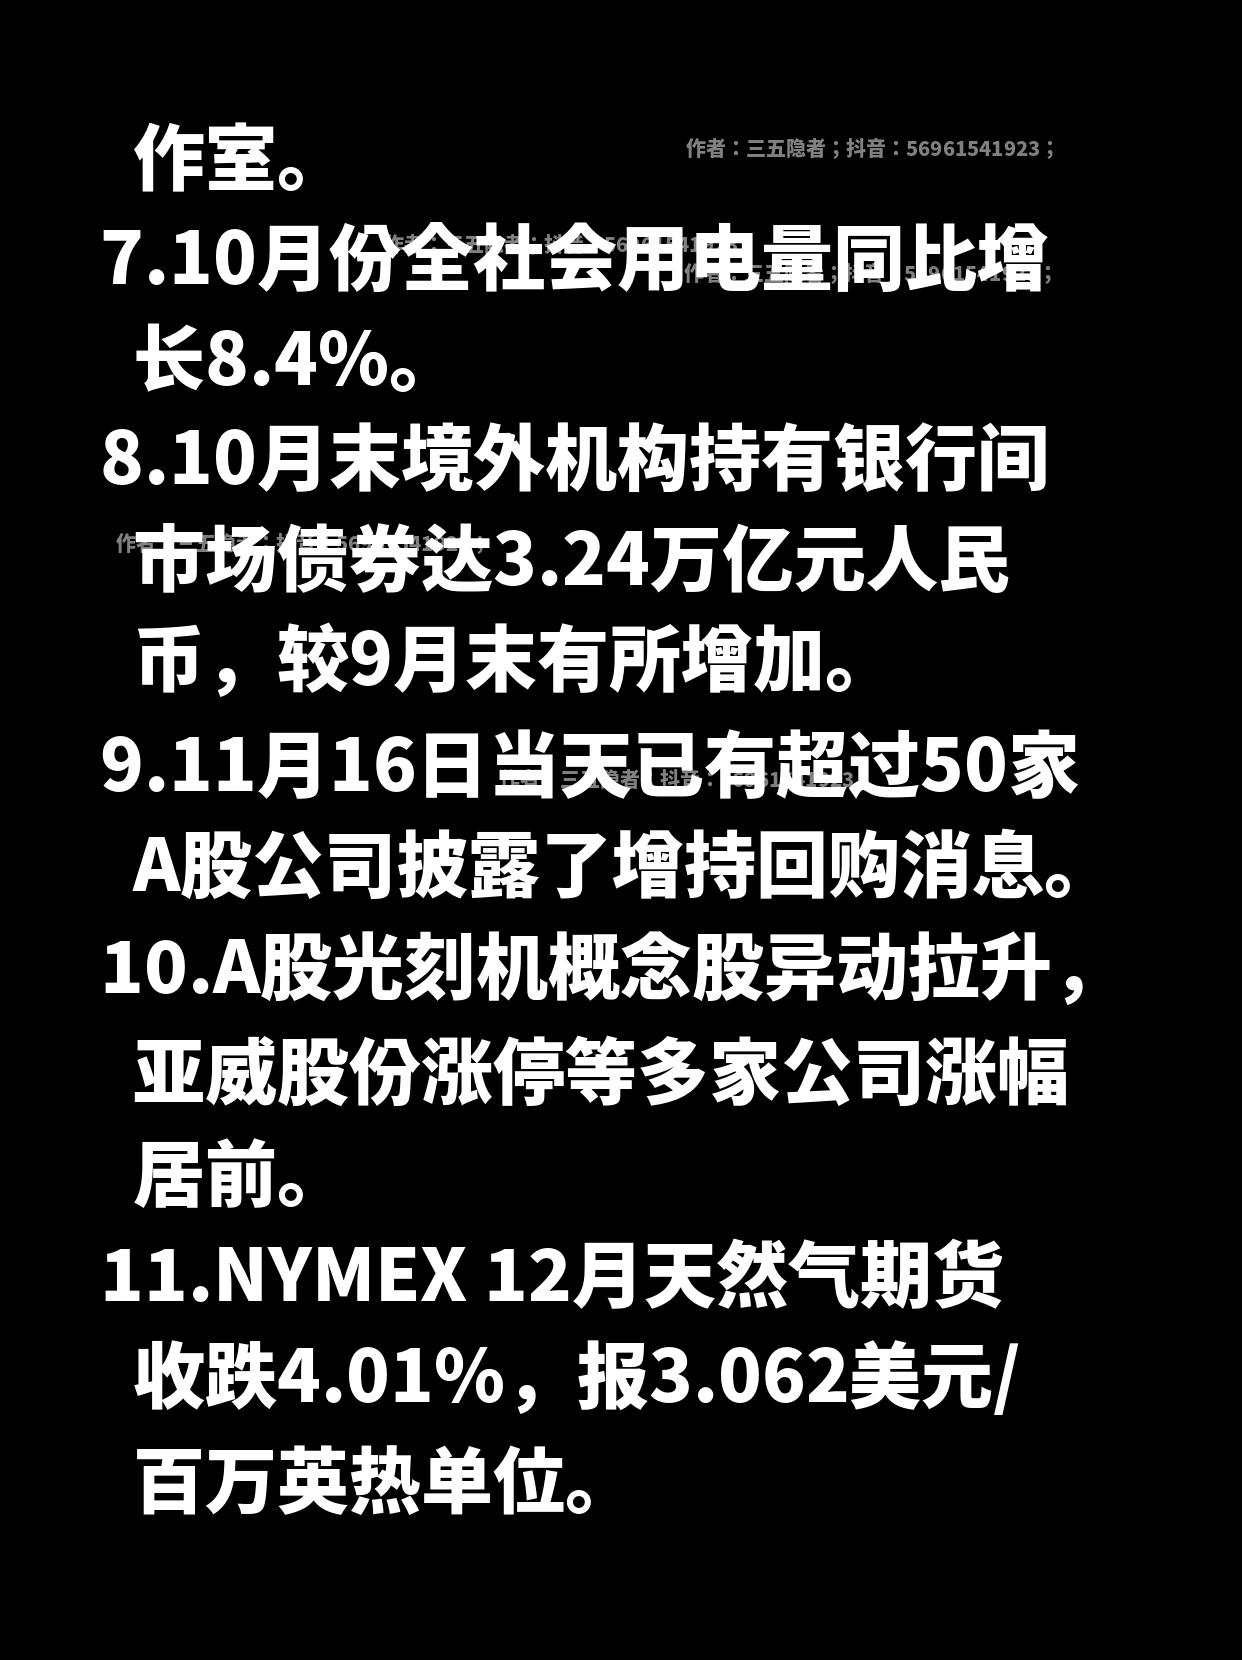 作室。
作者：三五隐者；抖音：56961541923；
7.10月份全社会用电量同比增
长8.4%。
8.10月末境外机构持有银行间
市场债券达3.24万亿元人民
币，较9月末有所增加。
9.11月16日当天已有超过50家
A股公司披露了增持回购消息。
10.A股光刻机概念股异动拉升，
亚威股份涨停等多家公司涨幅
居前。
11.NYMEX 12月天然气期货
收跌4.01%，报3.062美元/
百万英热单位。